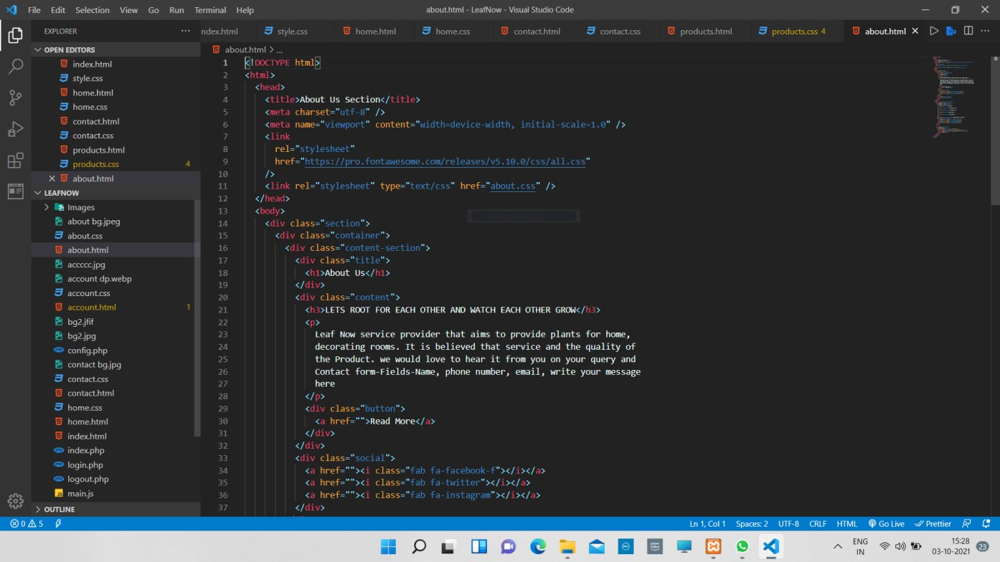 File Edit Selection View Go Run Terminal Help
about.html - LeafNow - Visual Studio Code
EXPLORER
ndex.html style.css home.html home.css contact.html contact.css products.html products.css 4 about.html
OPEN EDITORS
index.html
style.css
home.html
home.css
contact.html
contact.css
products.html
products.css 4
about.html
LEAFNOW
Images
about bg.jpeg
about.css
about.html
accccc.jpg
account dp.webp
account.css
account.html 1
bg2.jfif
bg2.jpg
config.php
contact bg.jpg
contact.css
contact.html
home.css
home.html
index.html
index.php
login.php
logout.php
main.js
OUTLINE
about.html > ...
1 <!DOCTYPE html>
2 <html>
3 <head>
4 <title>About Us Section</title>
5 <meta charset="utf-8" />
6 <meta name="viewport" content="width=device-width, initial-scale=1.0" />
7 <link
8 rel="stylesheet"
9 href="https://pro.fontawesome.com/releases/v5.10.0/css/all.css"
10 />
11 <link rel="stylesheet" type="text/css" href="about.css" />
12 </head>
13 <body>
14 <div class="section">
15 <div class="container">
16 <div class="content-section">
17 <div class="title">
18 <h1>About Us</h1>
19 </div>
20 <div class="content">
21 <h3>LETS ROOT FOR EACH OTHER AND WATCH EACH OTHER GROW</h3>
22 <p>
23 Leaf Now service provider that aims to provide plants for home,
24 decorating rooms. It is believed that service and the quality of
25 the Product. we would love to hear it from you on your query and
26 Contact form-Fields-Name, phone number, email, write your message
27 here
28 </p>
29 <div class="button">
30 <a href="">Read More</a>
31 </div>
32 </div>
33 <div class="social">
34 <a href=""><i class="fab fa-facebook-f"></i></a>
35 <a href=""><i class="fab fa-twitter"></i></a>
36 <a href=""><i class="fab fa-instagram"></i></a>
37 </div>
0 5
Ln 1, Col 1 Spaces: 2 UTF-8 CRLF HTML Go Live Prettier
ENG
IN
15:28
03-10-2021
23